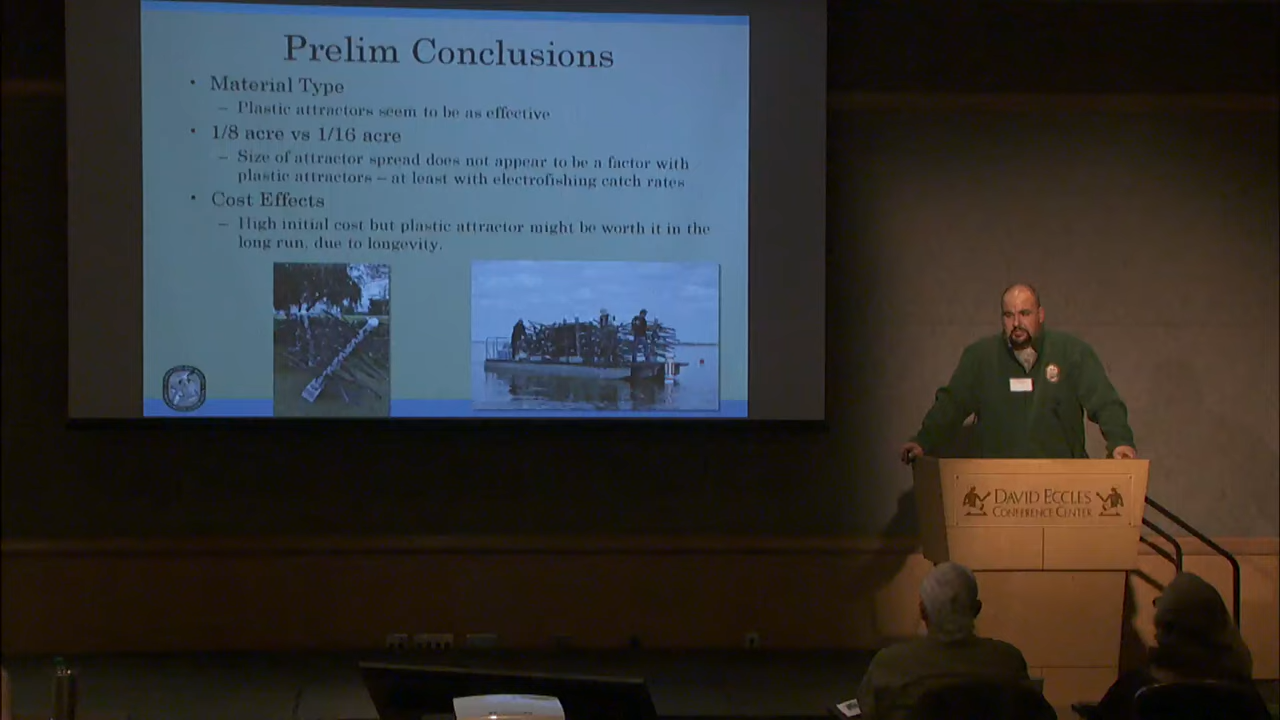 Prelim Conclusions
• Material Type
– Plastic attractors seem to be as effective
• 1/8 acre vs 1/16 acre
– Size of attractor spread does not appear to be a factor with
plastic attractors – at least with electrofishing catch rates
• Cost Effects
– High initial cost but plastic attractor might be worth it in the
long run, due to longevity.
DAVID ECCLES
CONFERENCE CENTER